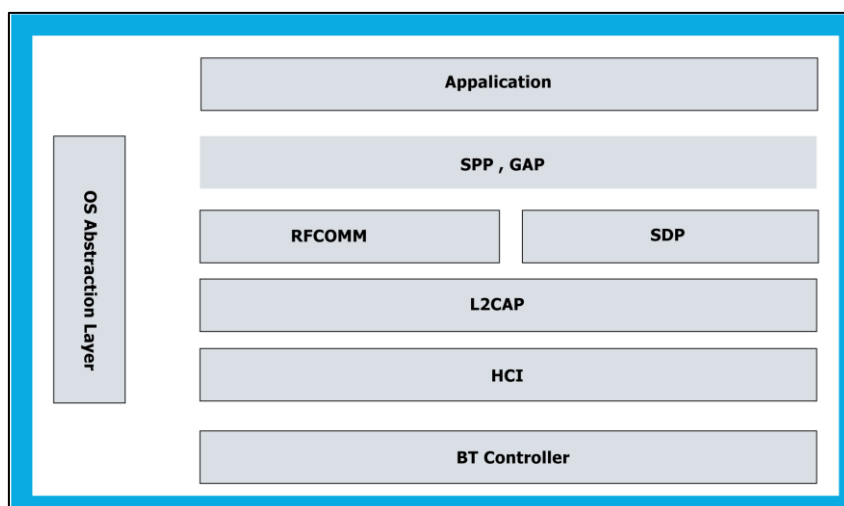 Appalication
SPP , GAP
OS Abstraction Layer
RFCOMM
SDP
L2CAP
HCI
BT Controller